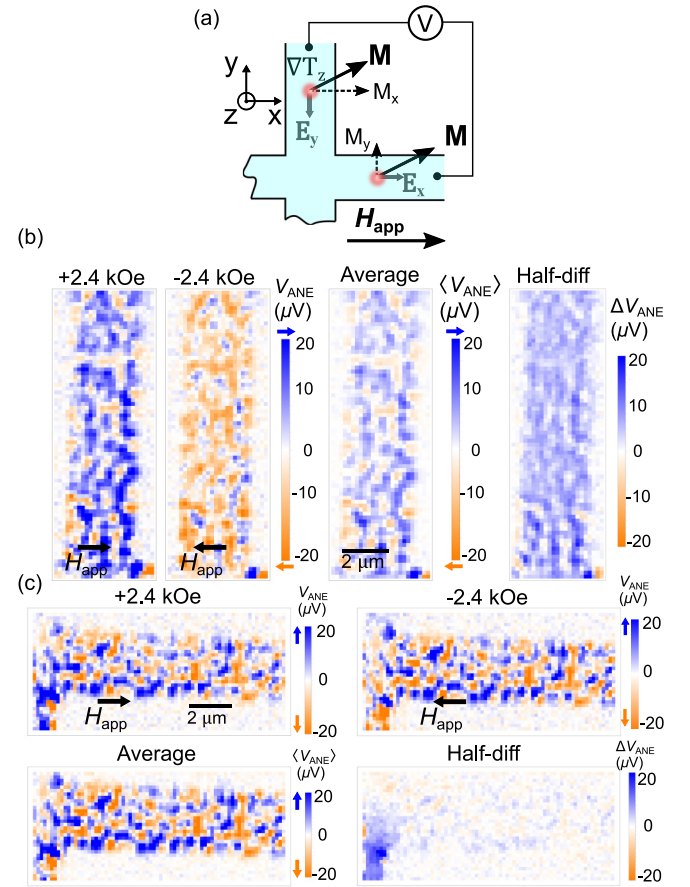 (a)
V
y
∇T_z
M
z
x
M_x
E_y
M_y
M
E_x
H_app
(b)
+2.4 kOe
-2.4 kOe
V_ANE
(μV)
Average
⟨V_ANE⟩
(μV)
Half-diff
ΔV_ANE
(μV)
20
10
0
-10
-20
20
10
0
-10
-20
20
10
0
-10
-20
H_app
H_app
2 μm
(c)
+2.4 kOe
V_ANE
(μV)
20
0
-20
H_app
2 μm
-2.4 kOe
V_ANE
(μV)
20
0
-20
H_app
Average
⟨V_ANE⟩
(μV)
20
0
-20
Half-diff
ΔV_ANE
(μV)
20
0
-20